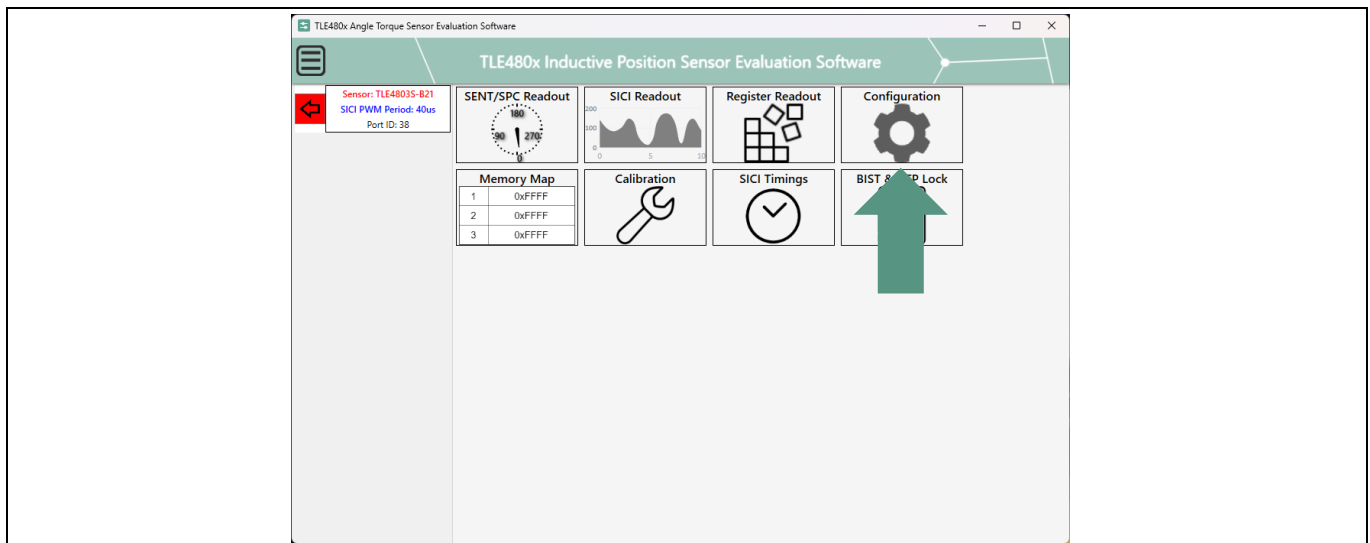 TLE480x Angle Torque Sensor Evaluation Software
TLE480x Inductive Position Sensor Evaluation Software
Sensor: TLE4803S-B21
SICI PWM Period: 40us
Port ID: 38
SENT/SPC Readout
180
90 270
0
SICI Readout
200
100
0
0 5 10
Register Readout
Configuration
Memory Map
1 0xFFFF
2 0xFFFF
3 0xFFFF
Calibration
SICI Timings
BIST & Lock